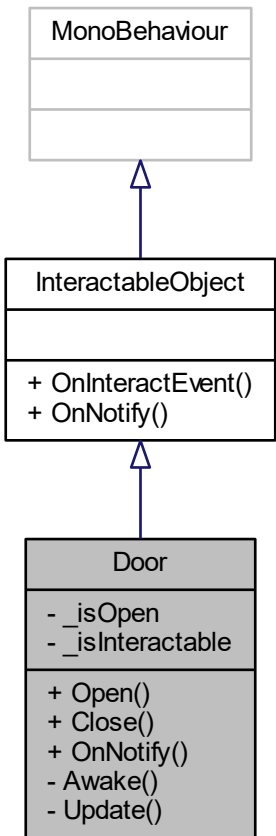 MonoBehaviour
InteractableObject
+ OnInteractEvent()
+ OnNotify()
Door
- _isOpen
- _isInteractable
+ Open()
+ Close()
+ OnNotify()
- Awake()
- Update()